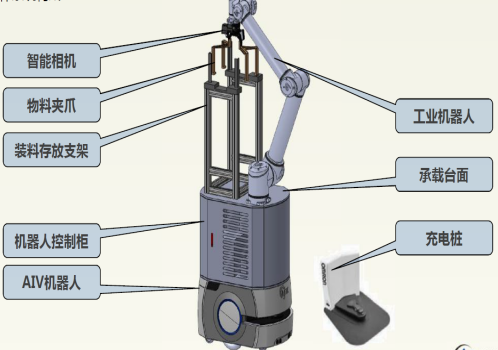 智能相机
物料夹爪
装料存放支架
机器人控制柜
AIV机器人
工业机器人
承载台面
充电桩